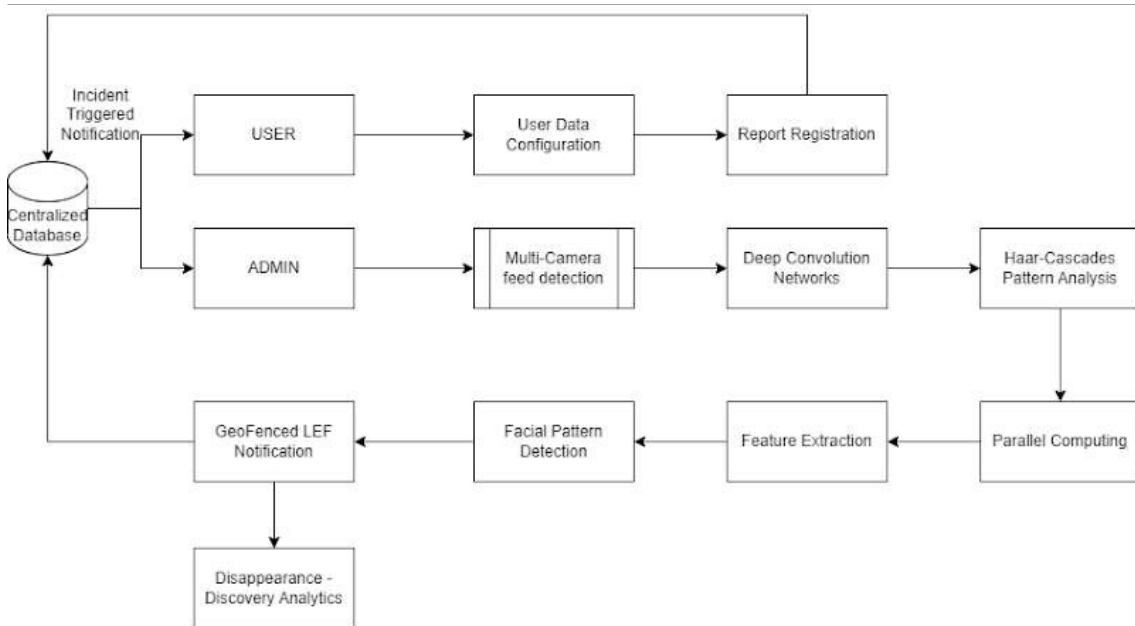 Incident
Triggered
Notification
USER
User Data
Configuration
Report Registration
Centralized
Database
ADMIN
Multi-Camera
feed detection
Deep Convolution
Networks
Haar-Cascades
Pattern Analysis
GeoFenced LEF
Notification
Facial Pattern
Detection
Feature Extraction
Parallel Computing
Disappearance -
Discovery Analytics